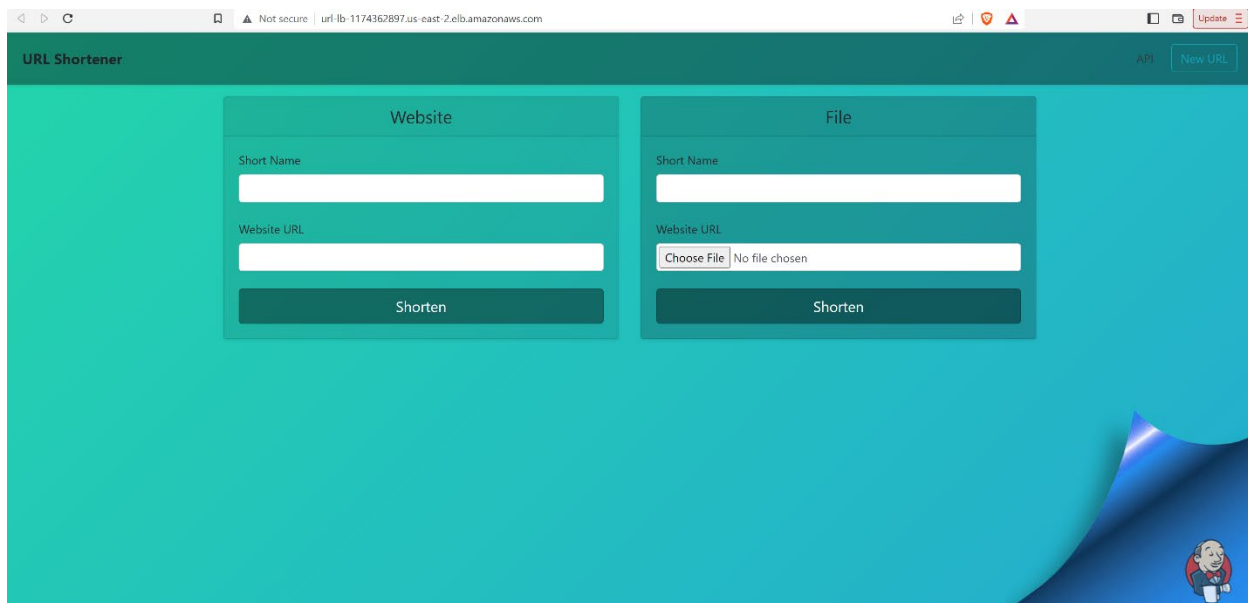 Not secure url-lb-1174362897.us-east-2.elb.amazonaws.com Update
URL Shortener API New URL
Website
Short Name
Website URL
Shorten
File
Short Name
Website URL
Choose File No file chosen
Shorten